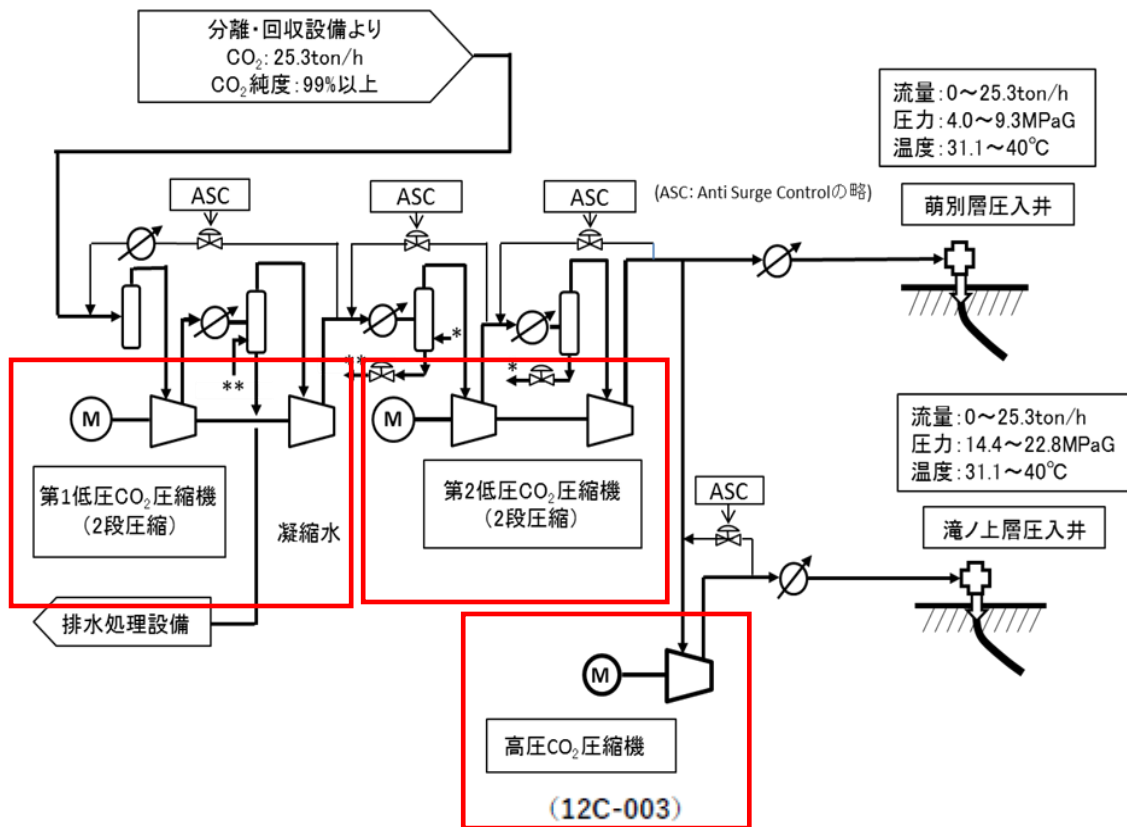 分離・回収設備より
CO₂：25.3ton/h
CO₂純度：99%以上
流量：0～25.3ton/h
圧力：4.0～9.3MPaG
温度：31.1～40℃
ASC
ASC
ASC
(ASC: Anti Surge Controlの略)
萌別層圧入井
*
**
**
*
M
M
流量：0～25.3ton/h
圧力：14.4～22.8MPaG
温度：31.1～40℃
第1低圧CO₂圧縮機
（2段圧縮）
凝縮水
第2低圧CO₂圧縮機
（2段圧縮）
ASC
滝ノ上層圧入井
排水処理設備
M
高圧CO₂圧縮機
（12C-003）